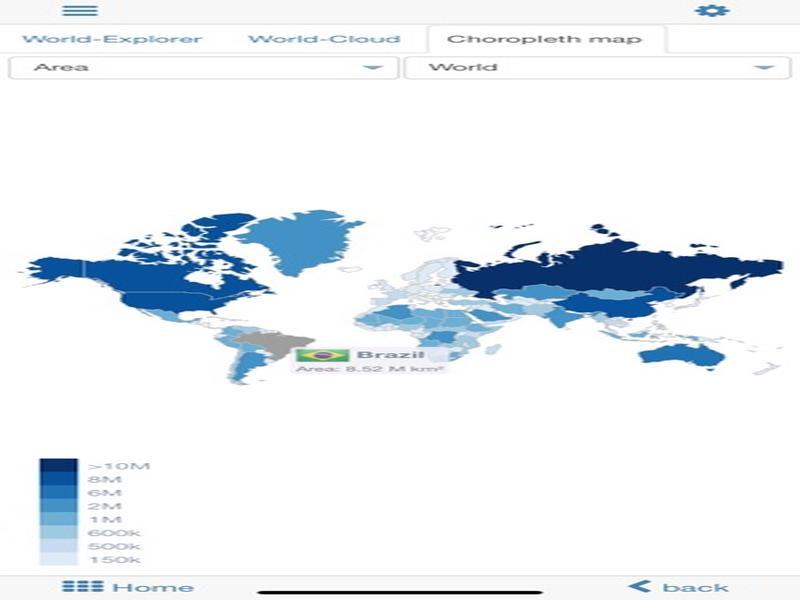 World-Explorer World-Cloud Choropleth map
Area World
Brazil
Area: 8.52 M km²
>10M
8M
6M
2M
1M
600k
500k
150k
Home back